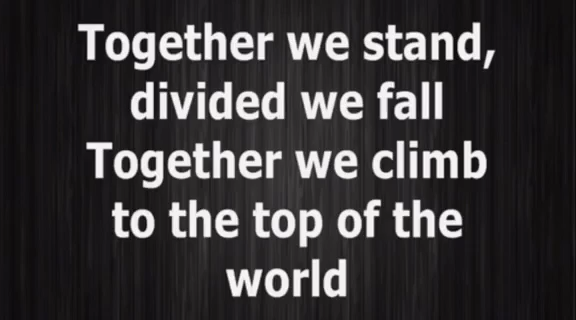 Together we stand,
divided we fall
Together we climb
to the top of the
world